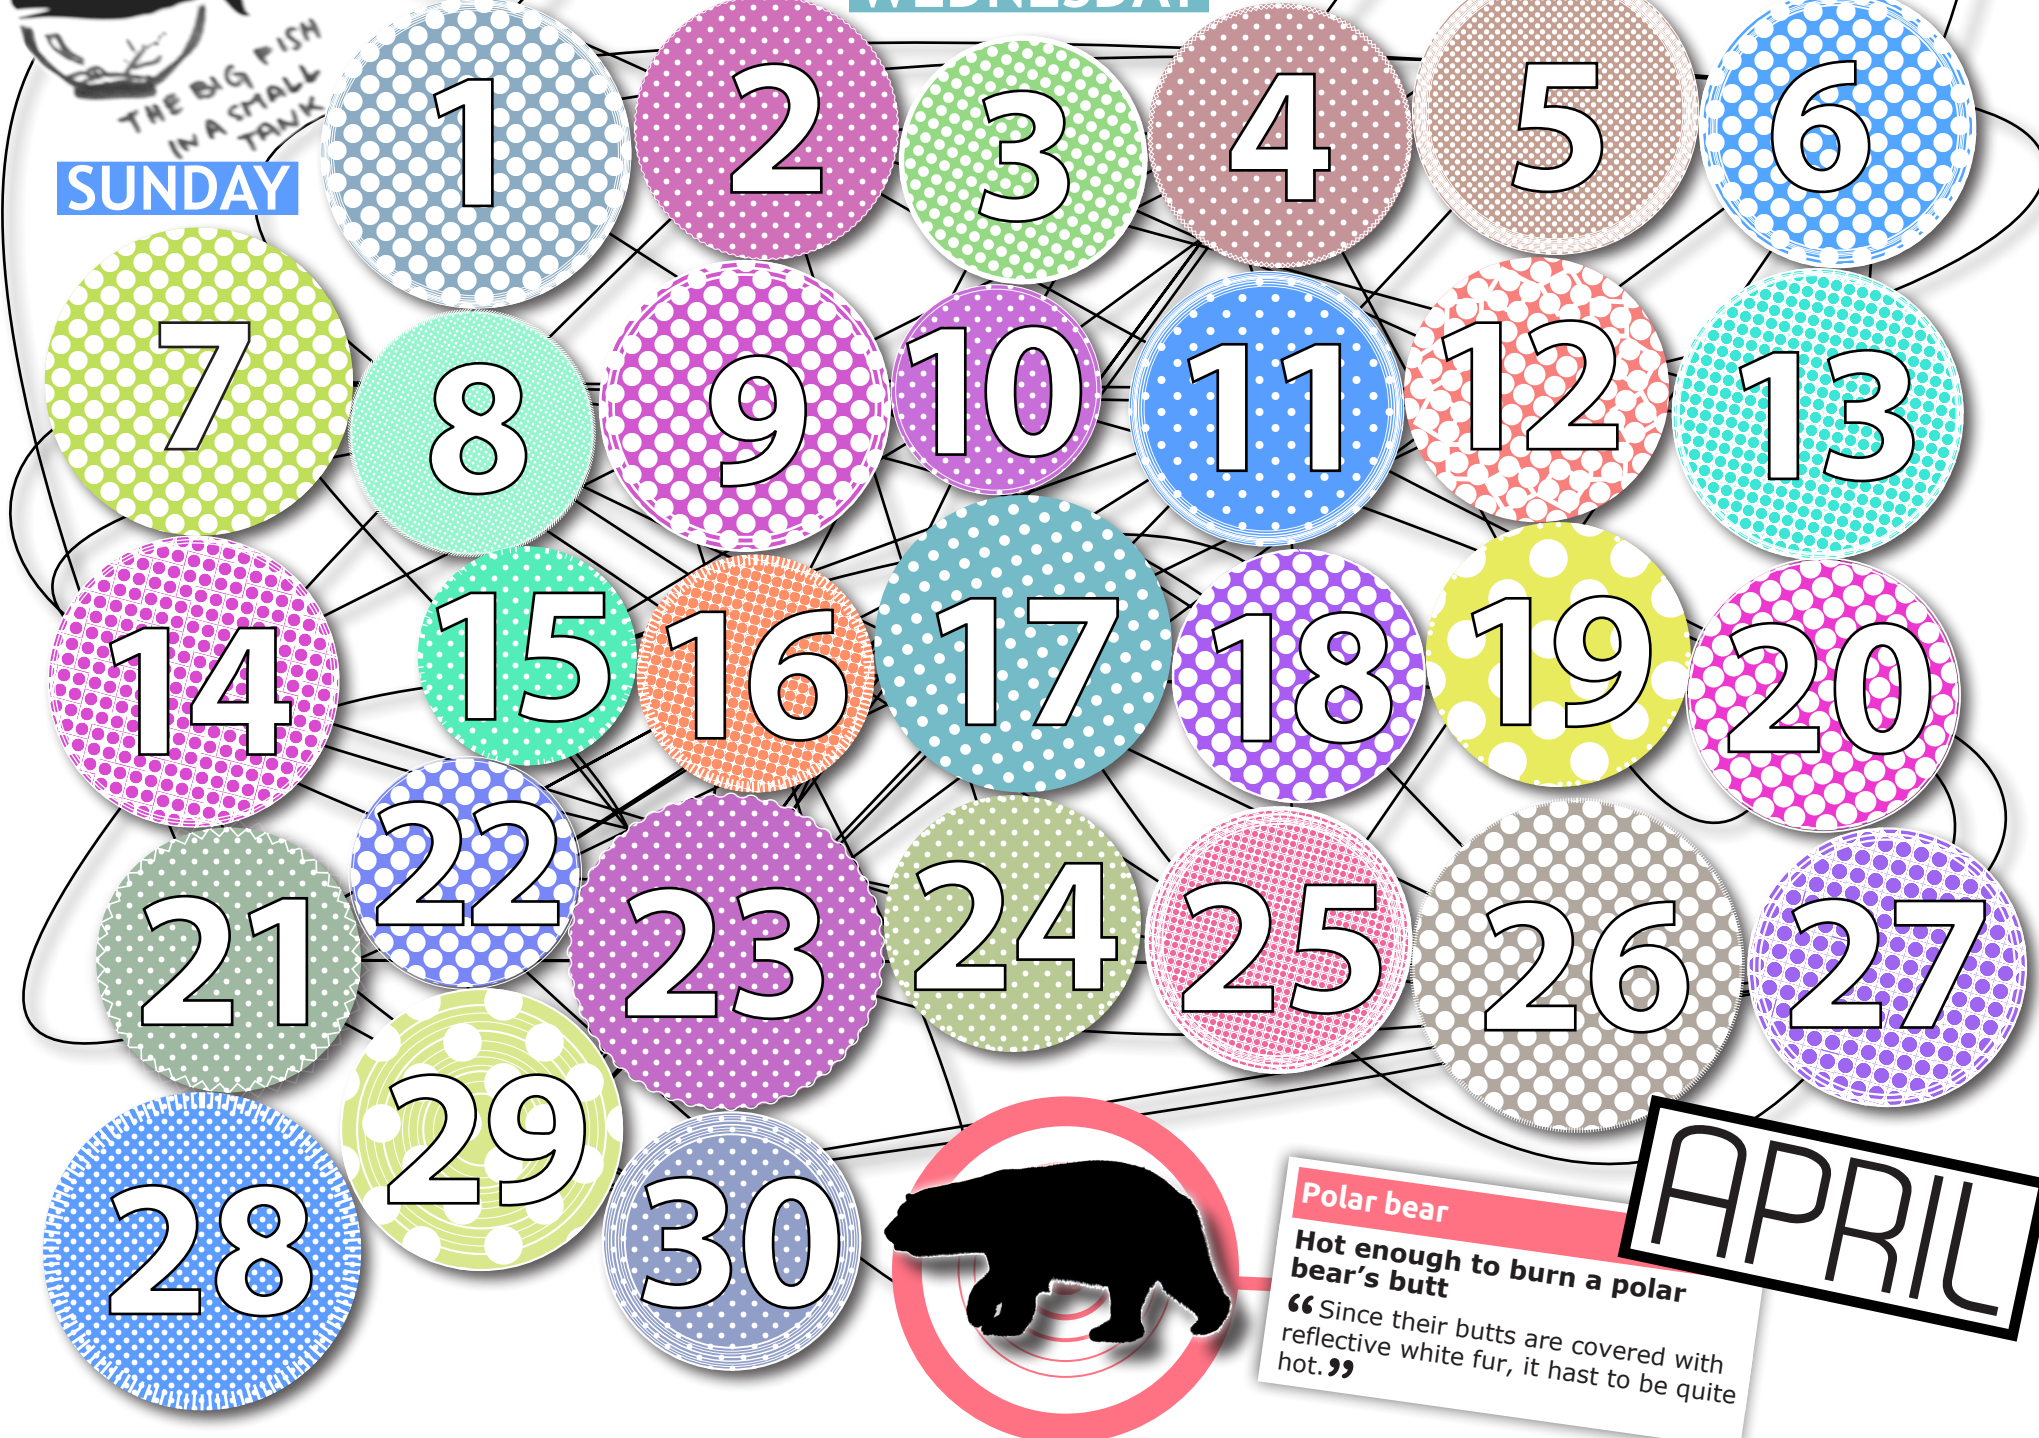 WEDNESDAY
THE BIG FISH
IN A SMALL
TANK
SUNDAY
1 2 3 4 5 6
7 8 9 10 11 12 13
14 15 16 17 18 19 20
21 22 23 24 25 26 27
28 29 30
APRIL
Polar bear
Hot enough to burn a polar
bear's butt
“Since their butts are covered with
reflective white fur, it hast to be quite
hot.”